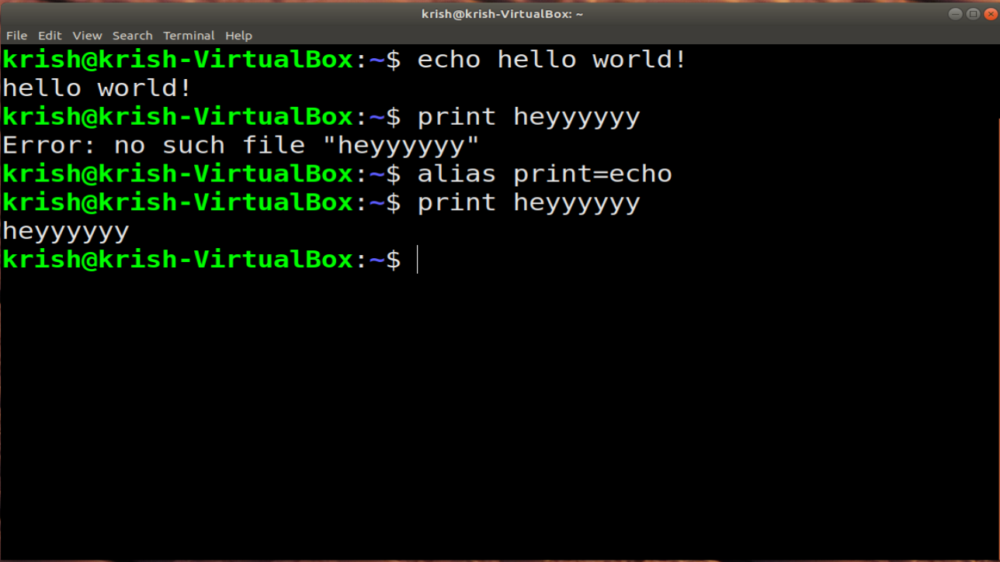 krish@krish-VirtualBox: ~
File Edit View Search Terminal Help
krish@krish-VirtualBox:~$ echo hello world!
hello world!
krish@krish-VirtualBox:~$ print heyyyyyy
Error: no such file "heyyyyyy"
krish@krish-VirtualBox:~$ alias print=echo
krish@krish-VirtualBox:~$ print heyyyyyy
heyyyyyy
krish@krish-VirtualBox:~$